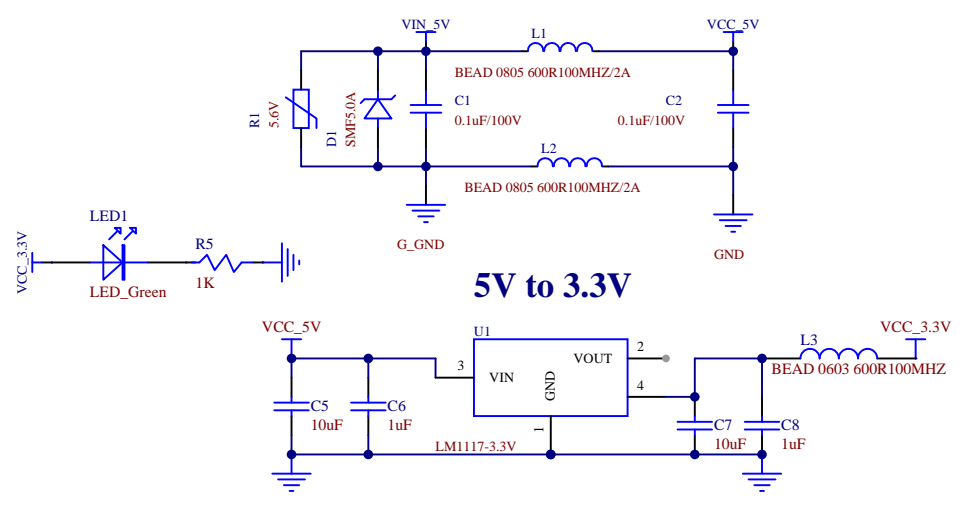 VIN_5V
VCC_5V
L1
BEAD 0805 600R100MHZ/2A
R1
5.6V
D1
SMF5.0A
C1
0.1uF/100V
C2
0.1uF/100V
L2
BEAD 0805 600R100MHZ/2A
G_GND
GND
VCC_3.3V
LED1
LED_Green
R5
1K
5V to 3.3V
VCC_5V
U1
VCC_3.3V
3
VIN
GND
VOUT
2
4
1
LM1117-3.3V
L3
BEAD 0603 600R100MHZ
C5
10uF
C6
1uF
C7
10uF
C8
1uF